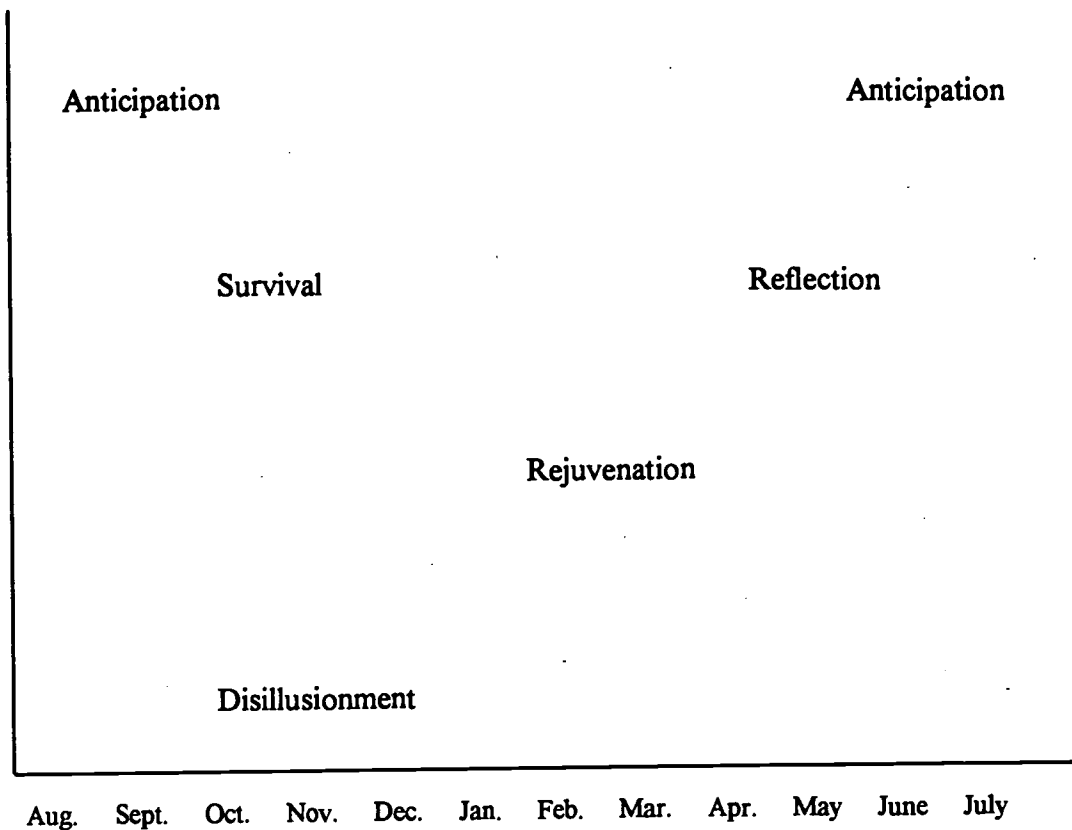 Anticipation Anticipation
Survival Reflection
Rejuvenation
Disillusionment
Aug. Sept. Oct. Nov. Dec. Jan. Feb. Mar. Apr. May June July